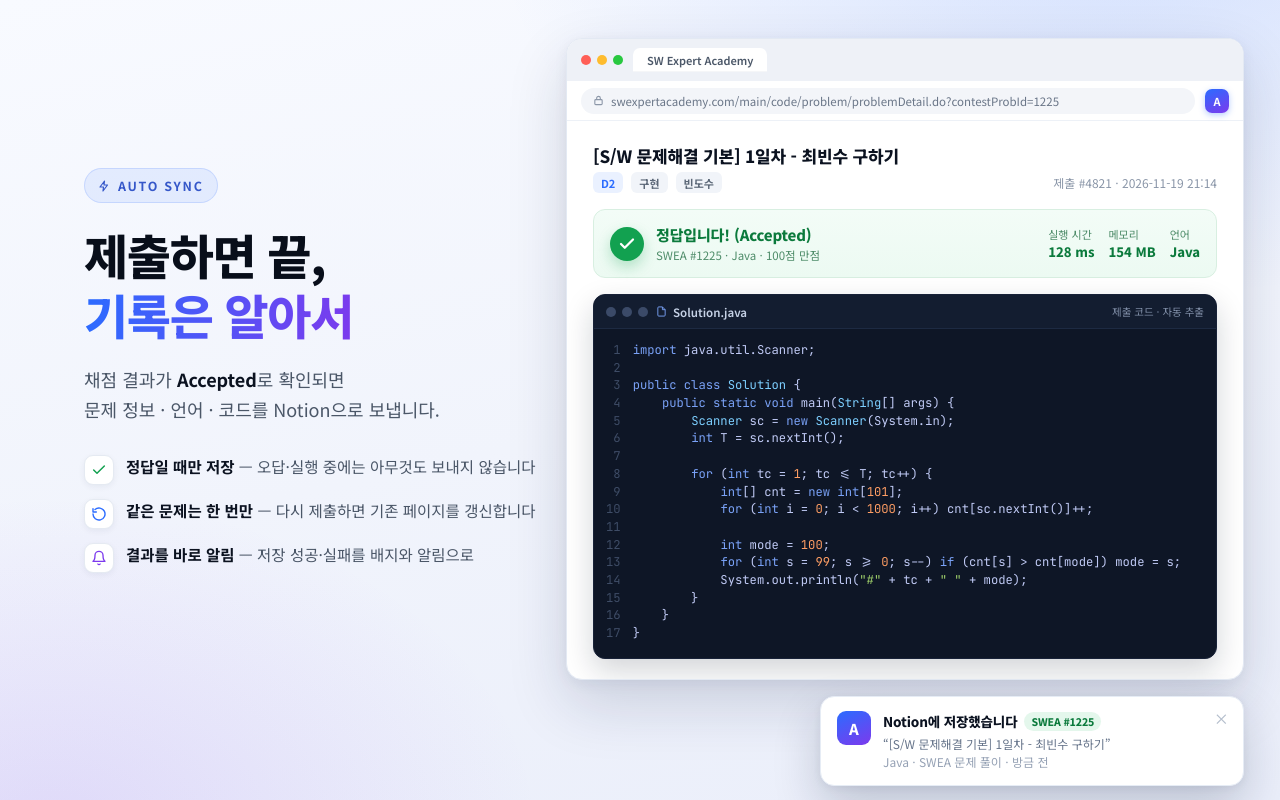 AUTO SYNC
제출하면 끝,
기록은 알아서
채점 결과가 Accepted로 확인되면
문제 정보 · 언어 · 코드를 Notion으로 보냅니다.
정답일 때만 저장 — 오답·실행 중에는 아무것도 보내지 않습니다
같은 문제는 한 번만 — 다시 제출하면 기존 페이지를 갱신합니다
결과를 바로 알림 — 저장 성공·실패를 배지와 알림으로
SW Expert Academy
swexpertacademy.com/main/code/problem/problemDetail.do?contestProbId=1225
A
[S/W 문제해결 기본] 1일차 - 최빈수 구하기
D2 구현 빈도수
제출 #4821 · 2026-11-19 21:14
정답입니다! (Accepted)
SWEA #1225 · Java · 100점 만점
실행 시간 메모리 언어
128 ms 154 MB Java
Solution.java
제출 코드 · 자동 추출
1 import java.util.Scanner;
2
3 public class Solution {
4 public static void main(String[] args) {
5 Scanner sc = new Scanner(System.in);
6 int T = sc.nextInt();
7
8 for (int tc = 1; tc <= T; tc++) {
9 int[] cnt = new int[101];
10 for (int i = 0; i < 1000; i++) cnt[sc.nextInt()]++;
11
12 int mode = 100;
13 for (int s = 99; s >= 0; s--) if (cnt[s] > cnt[mode]) mode = s;
14 System.out.println("#" + tc + " " + mode);
15 }
16 }
17 }
A
Notion에 저장했습니다 SWEA #1225
“[S/W 문제해결 기본] 1일차 - 최빈수 구하기”
Java · SWEA 문제 풀이 · 방금 전